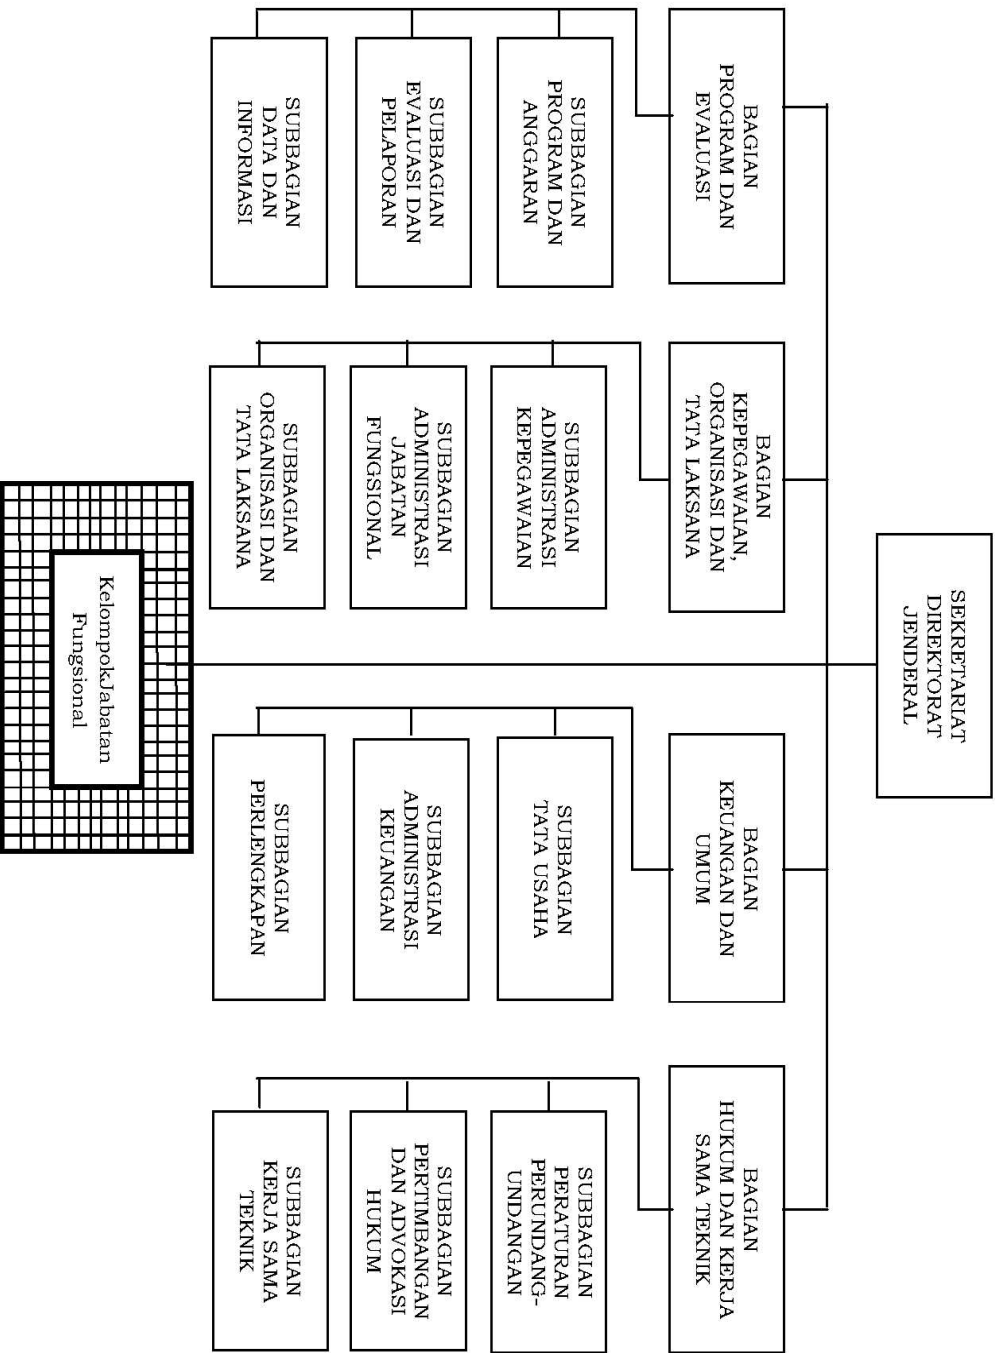 SEKRETARIAT
DIREKTORAT
JENDERAL
BAGIAN
PROGRAM DAN
EVALUASI
BAGIAN
KEPEGAWAIAN,
ORGANISASI DAN
TATA LAKSANA
BAGIAN
KEUANGAN DAN
UMUM
BAGIAN
HUKUM DAN KERJA
SAMA TEKNIK
SUBBAGIAN
PROGRAM DAN
ANGGARAN
SUBBAGIAN
ADMINISTRASI
KEPEGAWAIAN
SUBBAGIAN
TATA USAHA
SUBBAGIAN
PERATURAN
PERUNDANG-
UNDANGAN
SUBBAGIAN
EVALUASI DAN
PELAPORAN
SUBBAGIAN
ADMINISTRASI
JABATAN
FUNGSIONAL
SUBBAGIAN
ADMINISTRASI
KEUANGAN
SUBBAGIAN
PERTIMBANGAN
DAN ADVOKASI
HUKUM
SUBBAGIAN
DATA DAN
INFORMASI
SUBBAGIAN
ORGANISASI DAN
TATA LAKSANA
SUBBAGIAN
PERLENGKAPAN
SUBBAGIAN
KERJA SAMA
TEKNIK
KelompokJabatan
Fungsional